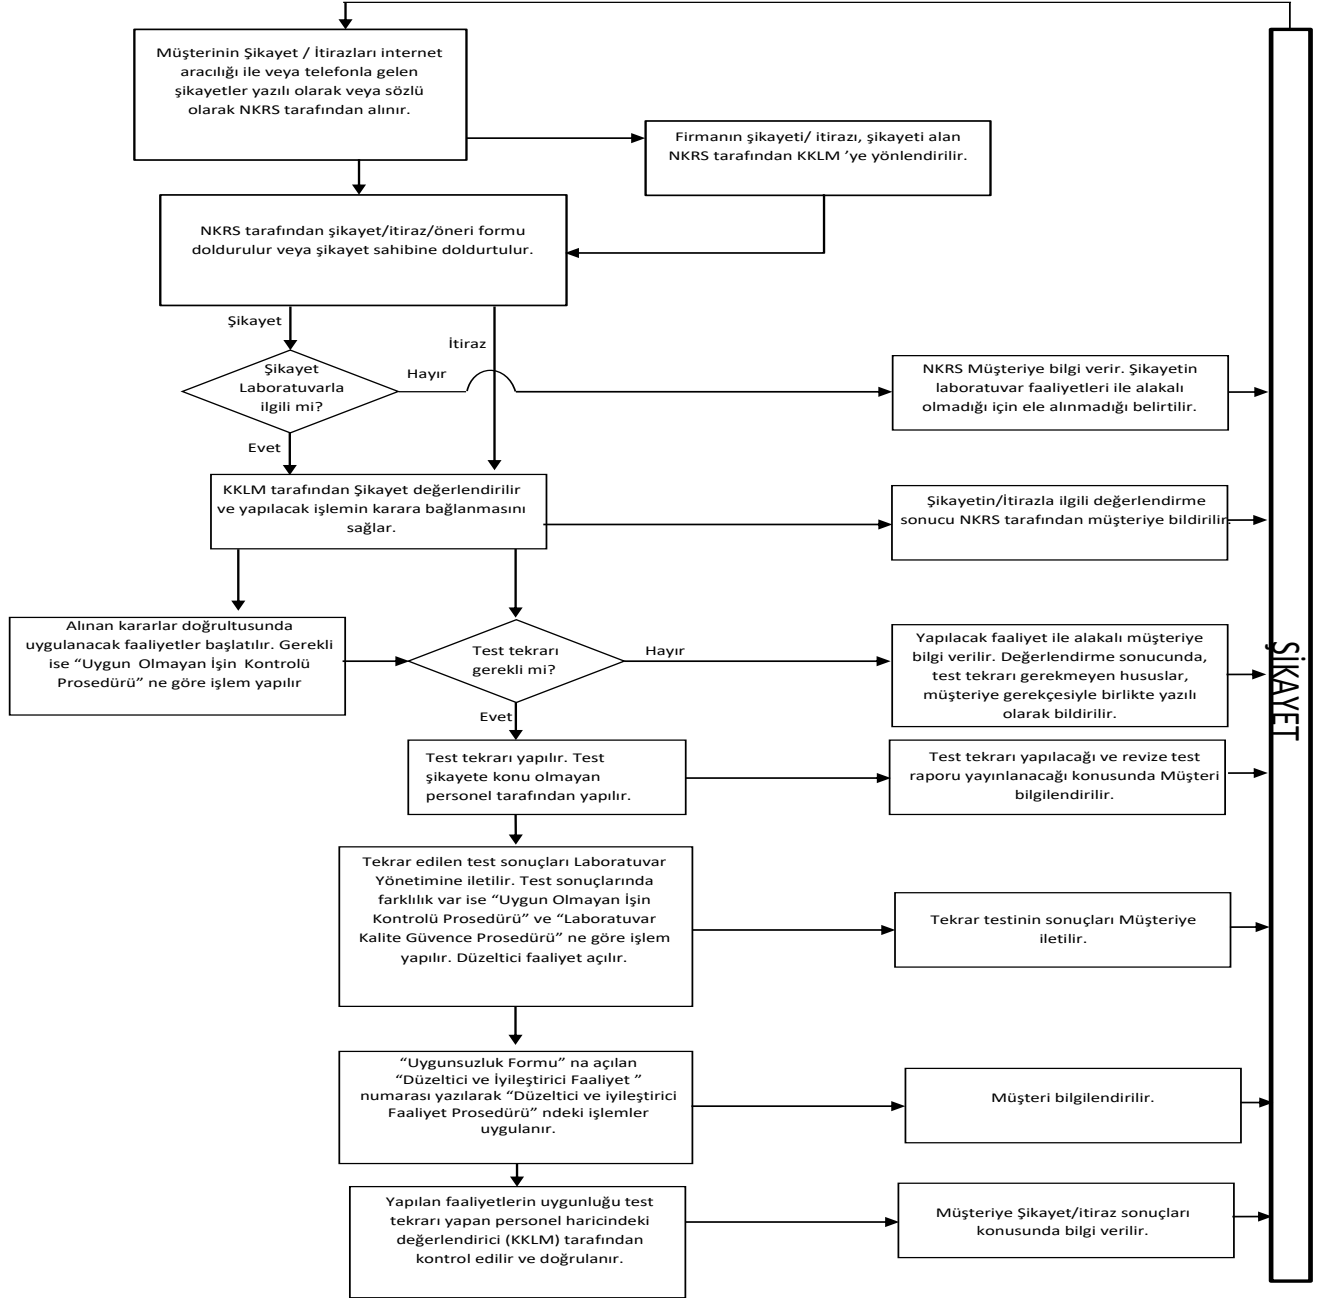 Müşterinin Şikayet / İtirazları internet
aracılığı ile veya telefonla gelen
şikayetler yazılı olarak veya sözlü
olarak NKRS tarafından alınır.
Firmanın şikayeti/ itirazı, şikayeti alan
NKRS tarafından KKLM ’ye yönlendirilir.
NKRS tarafından şikayet/itiraz/öneri formu
doldurulur veya şikayet sahibine doldurtulur.
Şikayet
İtiraz
Şikayet
Laboratuvarla
ilgili mi?
Hayır
NKRS Müşteriye bilgi verir. Şikayetin
laboratuvar faaliyetleri ile alakalı
olmadığı için ele alınmadığı belirtilir.
Evet
KKLM tarafından Şikayet değerlendirilir
ve yapılacak işlemin karara bağlanmasını
sağlar.
Şikayetin/İtirazla ilgili değerlendirme
sonucu NKRS tarafından müşteriye bildirilir.
Alınan kararlar doğrultusunda
uygulanacak faaliyetler başlatılır. Gerekli
ise “Uygun Olmayan İşin Kontrolü
Prosedürü” ne göre işlem yapılır
Test tekrarı
gerekli mi?
Hayır
Yapılacak faaliyet ile alakalı müşteriye
bilgi verilir. Değerlendirme sonucunda,
test tekrarı gerekmeyen hususlar,
müşteriye gerekçesiyle birlikte yazılı
olarak bildirilir.
ŞİKAYET
Evet
Test tekrarı yapılır. Test
şikayete konu olmayan
personel tarafından yapılır.
Test tekrarı yapılacağı ve revize test
raporu yayınlanacağı konusunda Müşteri
bilgilendirilir.
Tekrar edilen test sonuçları Laboratuvar
Yönetimine iletilir. Test sonuçlarında
farklılık var ise “Uygun Olmayan İşin
Kontrolü Prosedürü” ve “Laboratuvar
Kalite Güvence Prosedürü” ne göre işlem
yapılır. Düzeltici faaliyet açılır.
Tekrar testinin sonuçları Müşteriye
iletilir.
“Uygunsuzluk Formu” na açılan
“Düzeltici ve İyileştirici Faaliyet ”
numarası yazılarak “Düzeltici ve iyileştirici
Faaliyet Prosedürü” ndeki işlemler
uygulanır.
Müşteri bilgilendirilir.
Yapılan faaliyetlerin uygunluğu test
tekrarı yapan personel haricindeki
değerlendirici (KKLM) tarafından
kontrol edilir ve doğrulanır.
Müşteriye Şikayet/itiraz sonuçları
konusunda bilgi verilir.